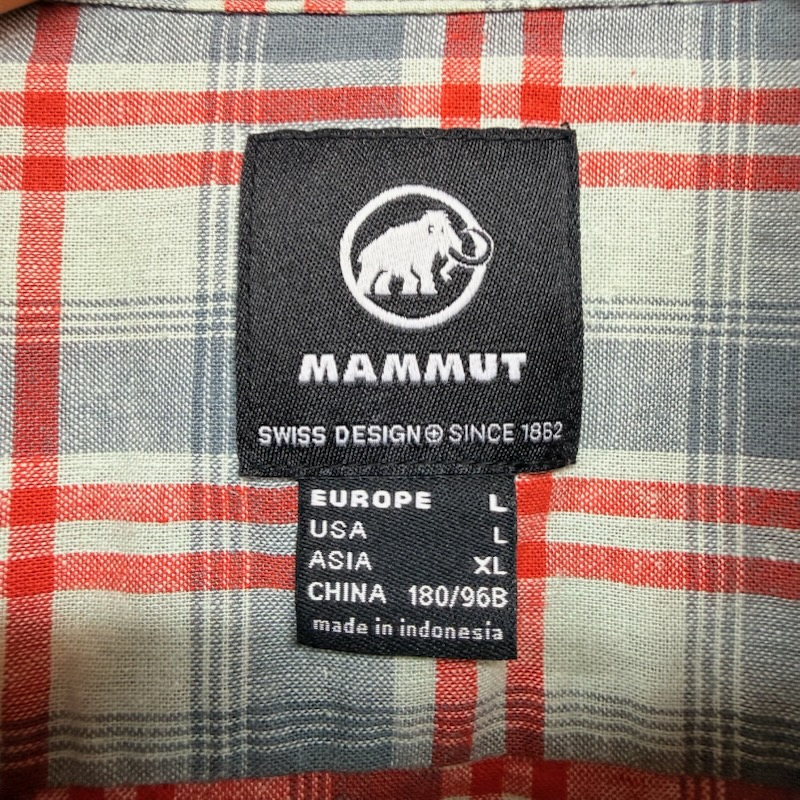 MAMMUT
SWISS DESIGN⊕SINCE 1862
EUROPE L
USA L
ASIA XL
CHINA 180/96B
made in indonesia